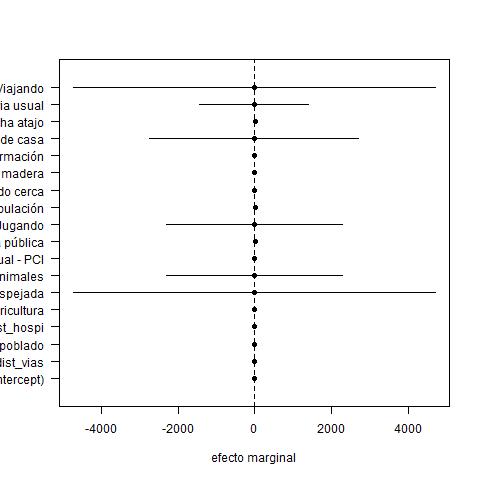 Viajando
ria usual
ha atajo
de casa
rmación
madera
do cerca
pulación
Jugando
pública
ual - PCI
nimales
spejada
ricultura
st_hospi
poblado
dist_vias
ntercept)
-4000 -2000 0 2000 4000
efecto marginal